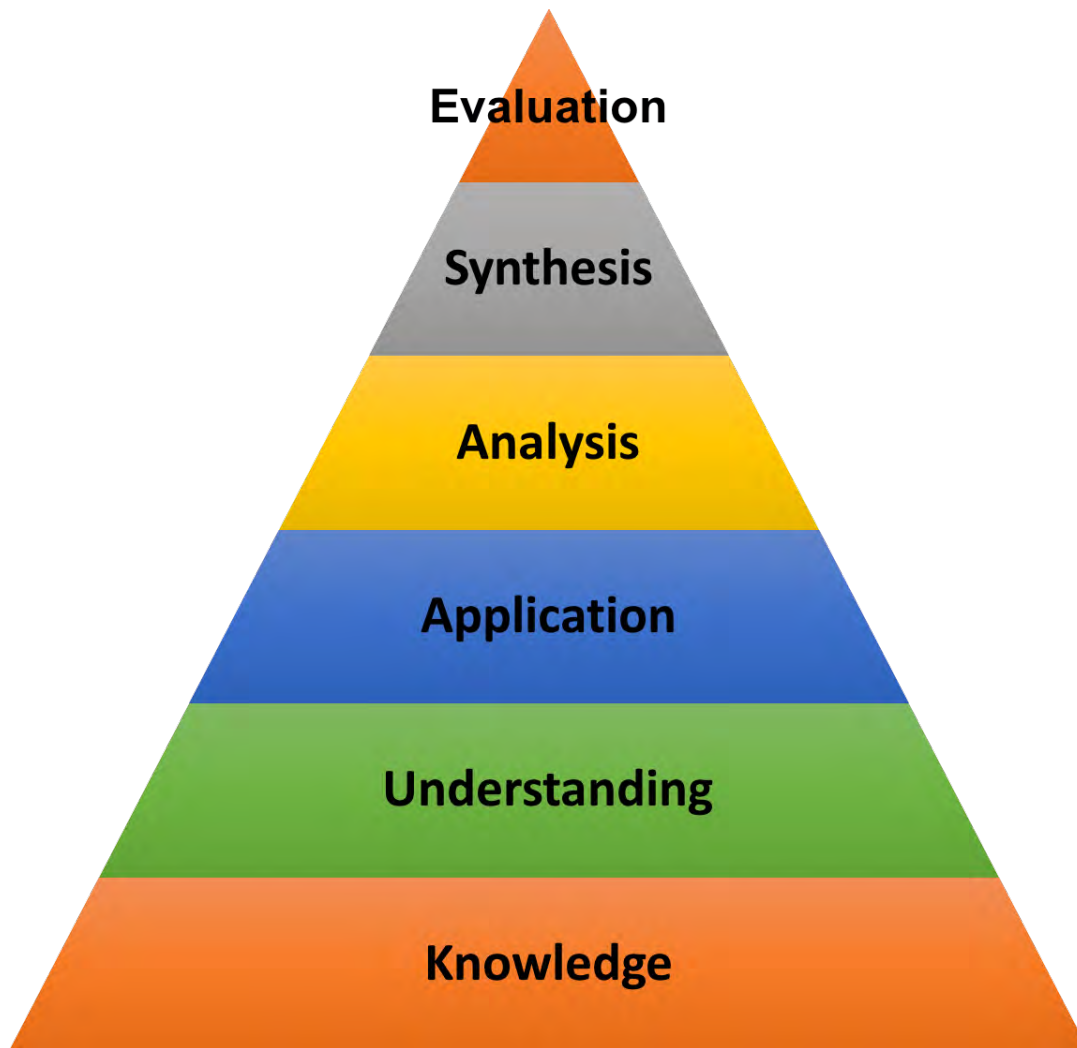 Evaluation
Synthesis
Analysis
Application
Understanding
Knowledge